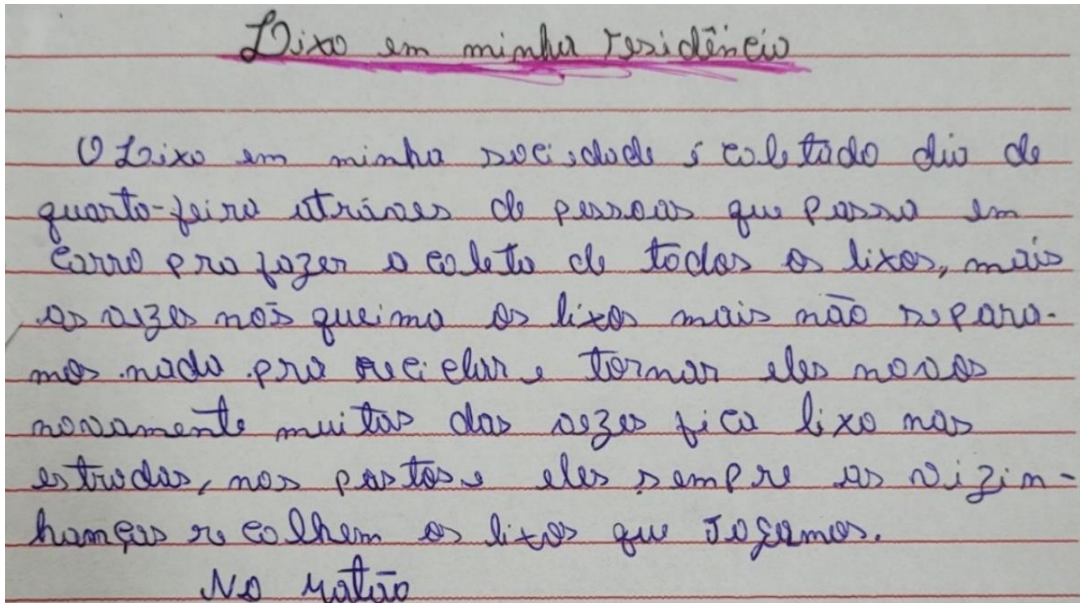 Lixo em minha residência
O Lixo em minha sociedade é coletado dia de
quarta-feira atráves de pessoas que passa em
carro pra fazer a coleta de todos os lixos, mais
as vezes nós queima os lixos mais não separa-
mos nada pra reciclar e tornar eles novos
novamente muitas das vezes fica lixo nas
estradas, nos pastos e eles sempre as vizin-
hanças recolhem os lixos que Jogamos.
No